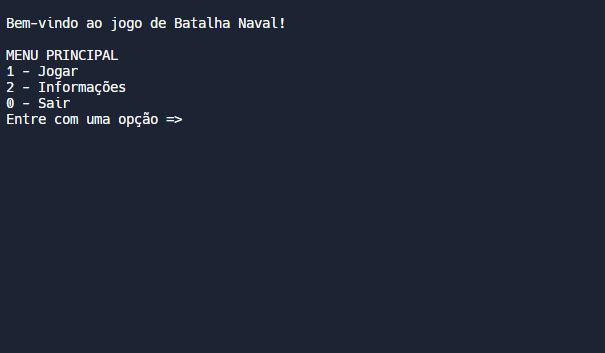 Bem-vindo ao jogo de Batalha Naval!
MENU PRINCIPAL
1 - Jogar
2 - Informações
0 - Sair
Entre com uma opção =>